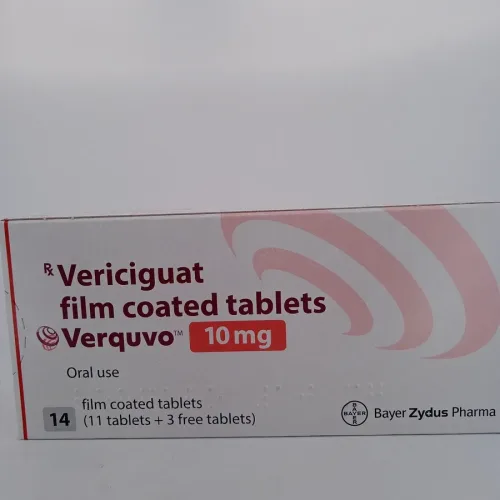 ℞ Vericiguat
film coated tablets
Verquvo™ 10 mg
Oral use
14 film coated tablets
(11 tablets + 3 free tablets)
BAYER
BAYER
Bayer Zydus Pharma